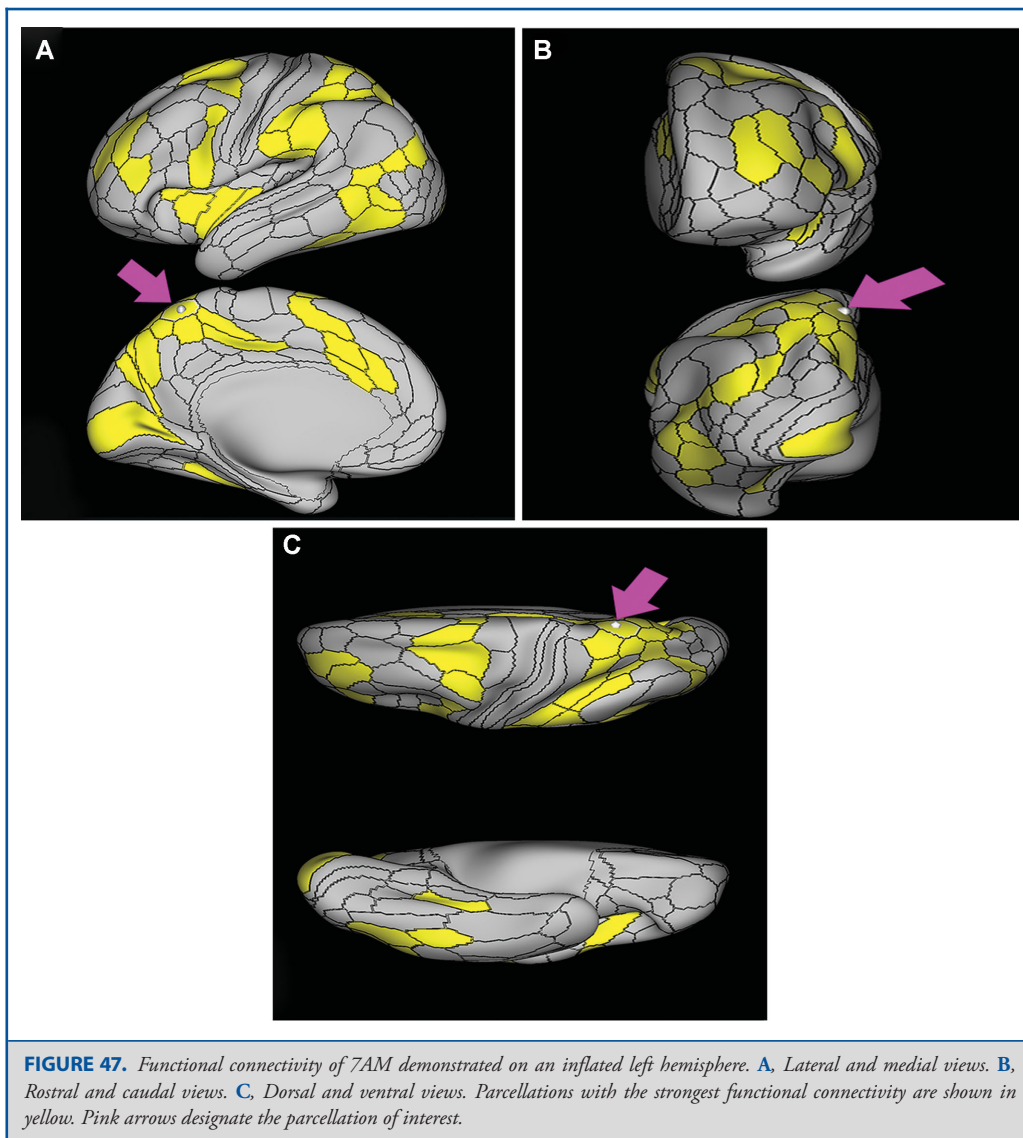 A
B
C
FIGURE 47. Functional connectivity of 7AM demonstrated on an inflated left hemisphere. A, Lateral and medial views. B,
Rostral and caudal views. C, Dorsal and ventral views. Parcellations with the strongest functional connectivity are shown in
yellow. Pink arrows designate the parcellation of interest.